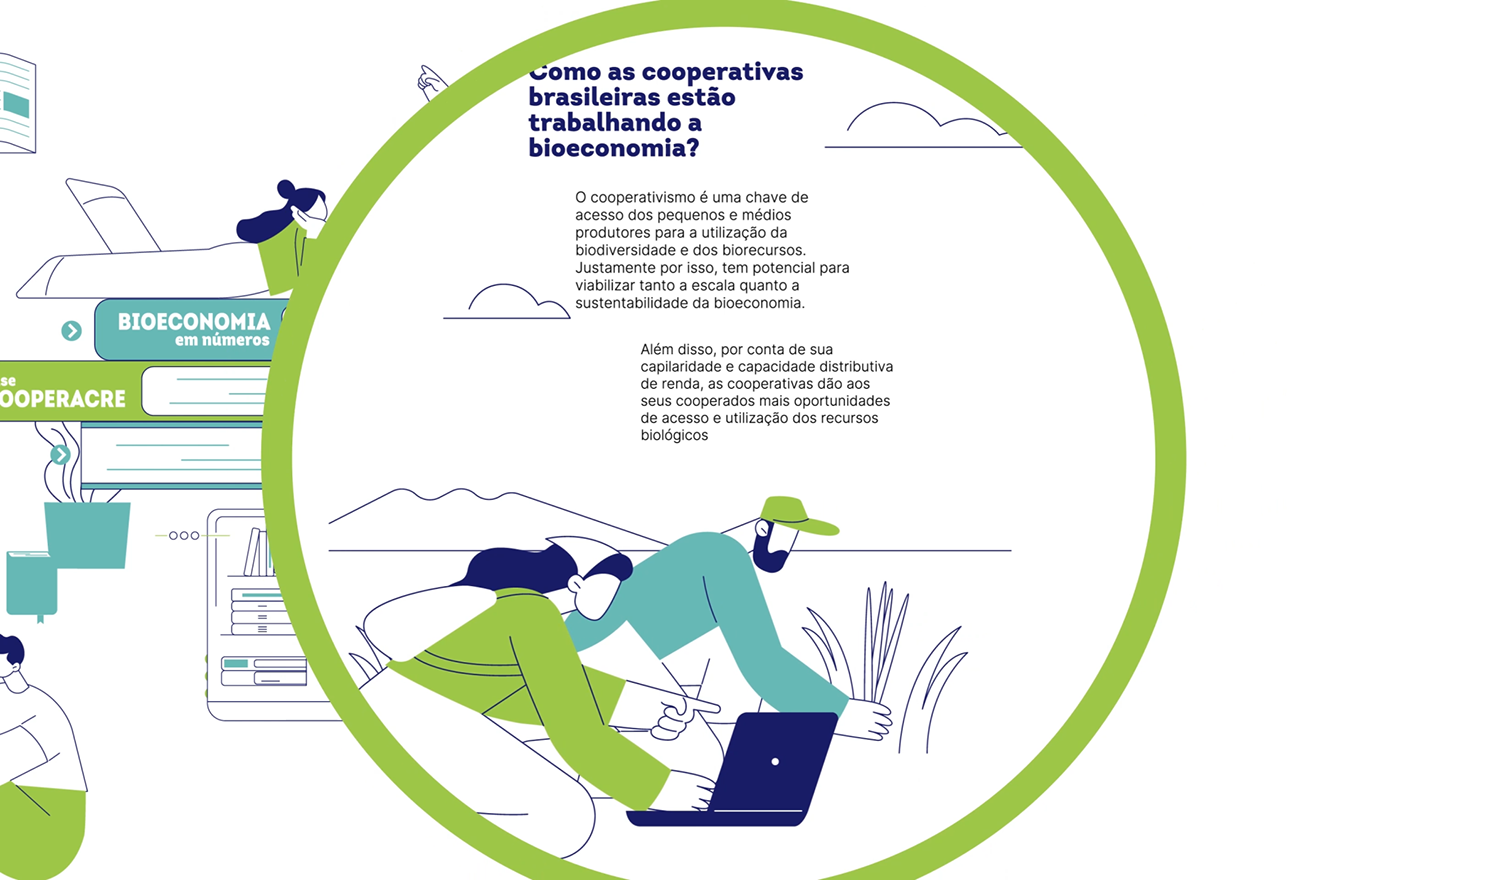 Como as cooperativas
brasileiras estão
trabalhando a
bioeconomia?
O cooperativismo é uma chave de
acesso dos pequenos e médios
produtores para a utilização da
biodiversidade e dos biorecursos.
Justamente por isso, tem potencial para
viabilizar tanto a escala quanto a
sustentabilidade da bioeconomia.
Além disso, por conta de sua
capilaridade e capacidade distributiva
de renda, as cooperativas dão aos
seus cooperados mais oportunidades
de acesso e utilização dos recursos
biológicos
BIOECONOMIA
em números
se
OOPERACRE